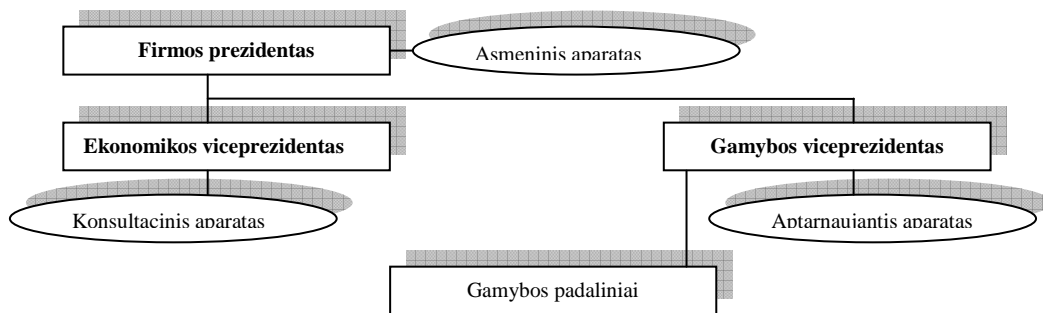 Firmos prezidentas
Asmeninis aparatas
Ekonomikos viceprezidentas
Gamybos viceprezidentas
Konsultacinis aparatas
Aptarnaujantis aparatas
Gamybos padaliniai